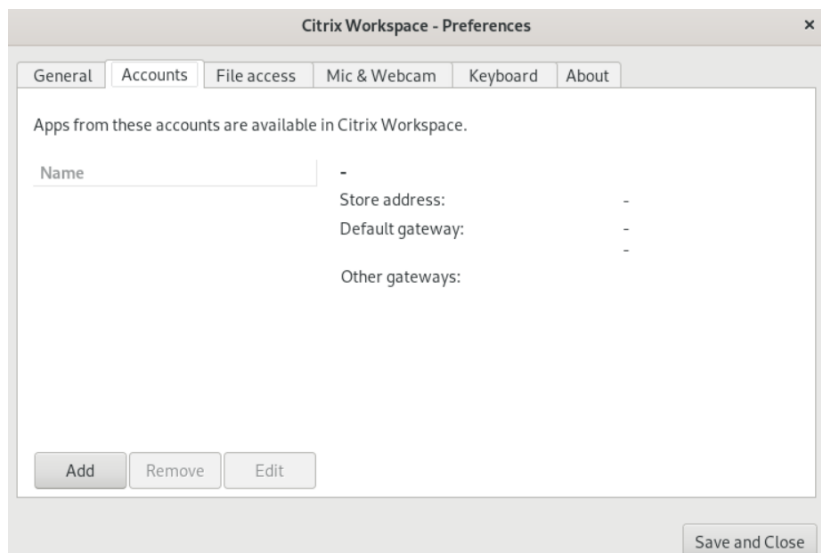 Citrix Workspace - Preferences ×
General Accounts File access Mic & Webcam Keyboard About
Apps from these accounts are available in Citrix Workspace.
Name -
Store address: -
Default gateway: -
-
Other gateways:
Add Remove Edit
Save and Close